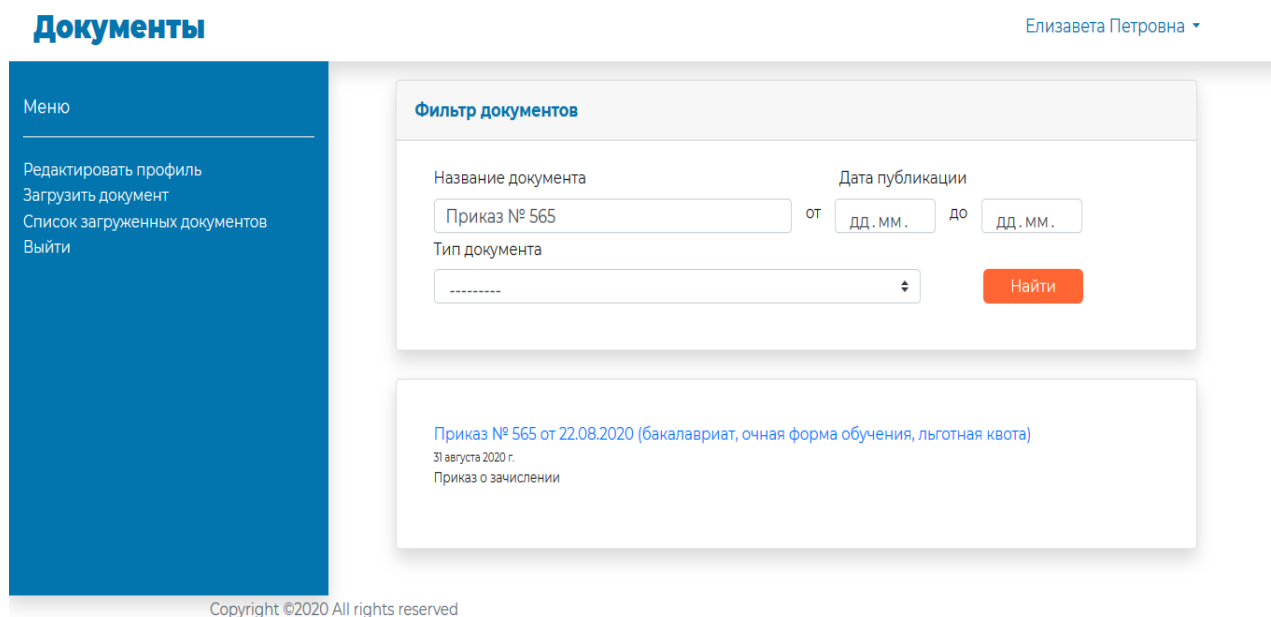 Документы
Елизавета Петровна
Меню
Редактировать профиль
Загрузить документ
Список загруженных документов
Выйти
Фильтр документов
Название документа
Дата публикации
Приказ № 565
от
дд.мм.
до
дд.мм.
Тип документа
---------
Найти
Приказ № 565 от 22.08.2020 (бакалавриат, очная форма обучения, льготная квота)
31 августа 2020 г.
Приказ о зачислении
Copyright ©2020 All rights reserved